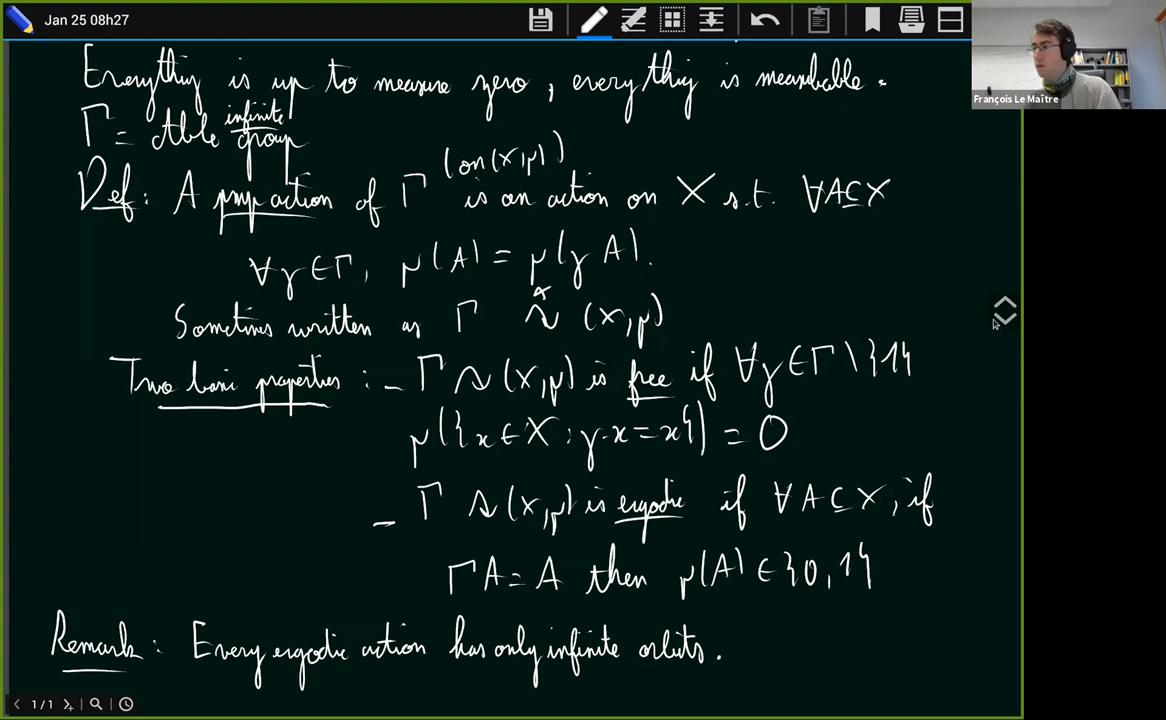 Jan 25 08h27
François Le Maître
Everything is up to measure zero, everything is measurable.
Γ = ctble infinite group
Def: A pmp action of Γ (on (X,μ)) is an action on X s.t. ∀A⊆X
∀γ∈Γ, μ(A) = μ(γA).
Sometimes written as Γ ↷^α (X,μ)
Two basic properties: – Γ ↷ (X,μ) is free if ∀γ∈Γ\{1}
μ({x∈X : γ·x=x}) = 0
– Γ ↷ (X,μ) is ergodic if ∀A⊆X, if
ΓA = A then μ(A) ∈ {0,1}
Remark: Every ergodic action has only infinite orbits.
1/1